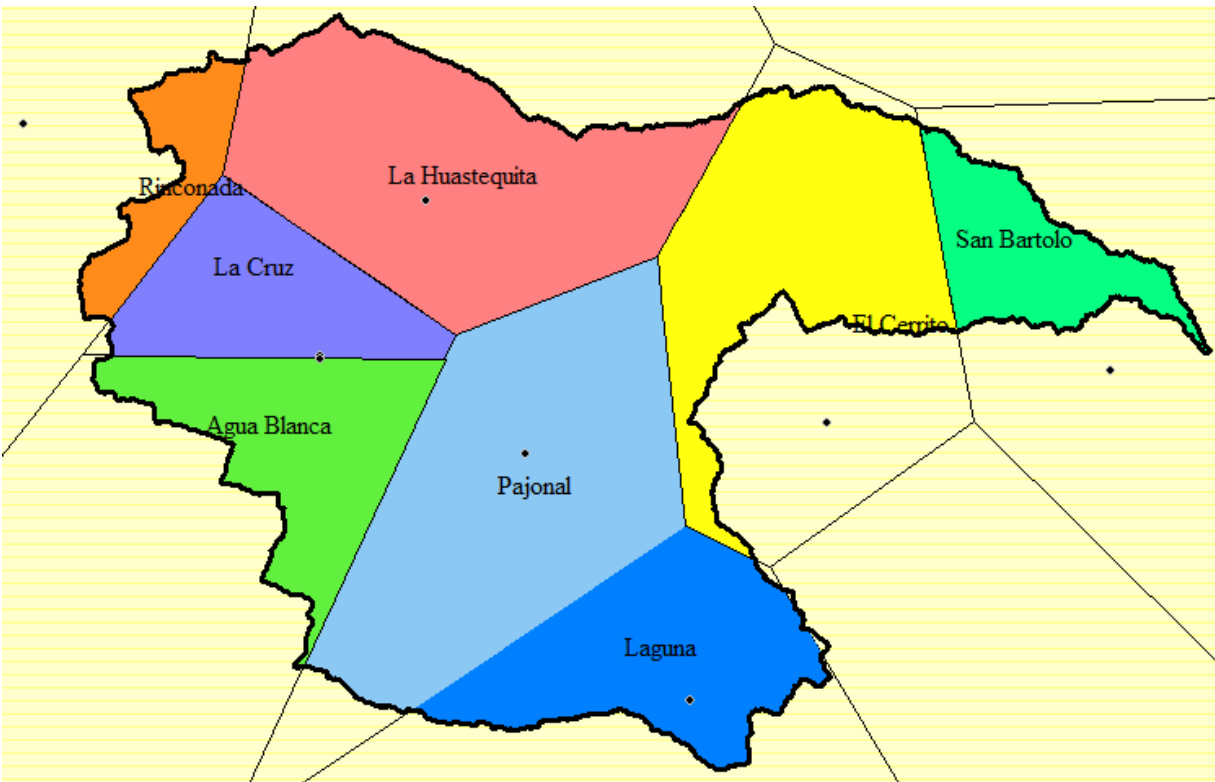 La Huastequita
Rinconada
San Bartolo
La Cruz
El Cerrito
Agua Blanca
Pajonal
Laguna